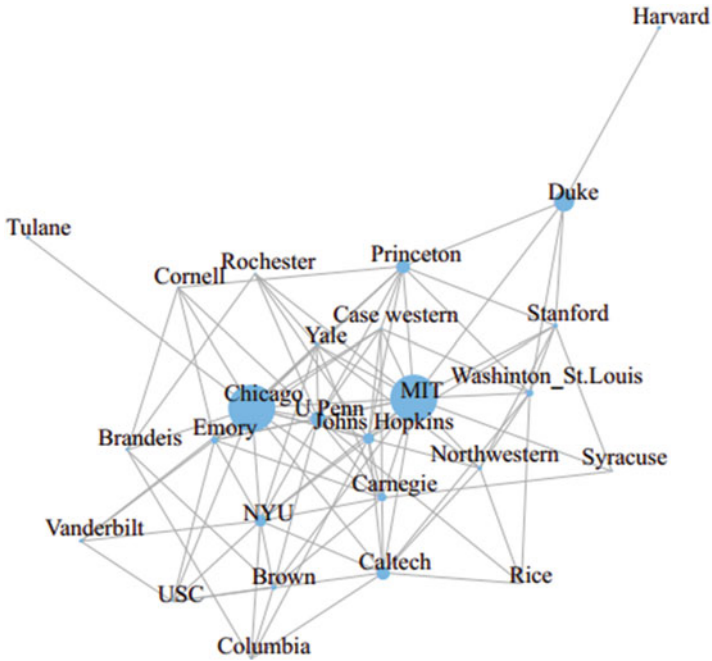 Harvard
Duke
Tulane
Princeton
Rochester
Cornell
Case western
Stanford
Yale
Washinton_St.Louis
MIT
Chicago
U Penn
Johns Hopkins
Emory
Brandeis
Northwestern
Syracuse
Carnegie
NYU
Vanderbilt
Caltech
Rice
Brown
USC
Columbia